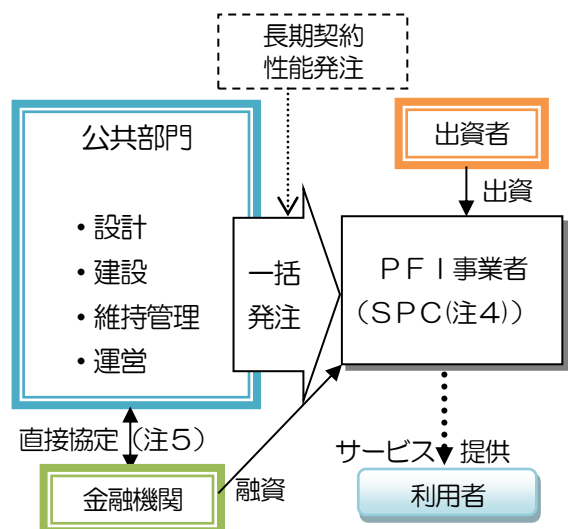 長期契約
性能発注
公共部門
・設計
・建設
・維持管理
・運営
一括
発注
出資者
出資
ＰＦＩ事業者
（ＳＰＣ(注４)）
直接協定（注５）
金融機関
融資
サービス 提供
利用者